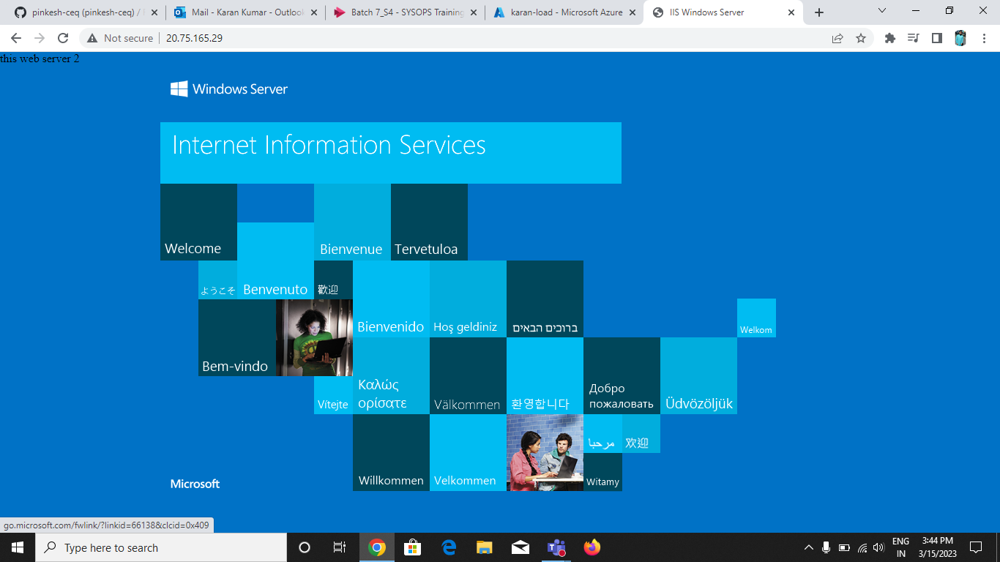 pinkesh-ceq (pinkesh-ceq) /
Mail - Karan Kumar - Outlook
Batch 7_S4 - SYSOPS Training
karan-load - Microsoft Azure
IIS Windows Server
Not secure
20.75.165.29
this web server 2
Windows Server
Internet Information Services
Welcome
Bienvenue
Tervetuloa
ようこそ
Benvenuto
歡迎
Bienvenido
Hoş geldiniz
ברוכים הבאים
Welkom
Bem-vindo
Vítejte
Καλώς
ορίσατε
Välkommen
환영합니다
Добро
пожаловать
Üdvözöljük
مرحبا
欢迎
Willkommen
Velkommen
Witamy
Microsoft
go.microsoft.com/fwlink/?linkid=66138&clcid=0x409
Type here to search
ENG
IN
3:44 PM
3/15/2023